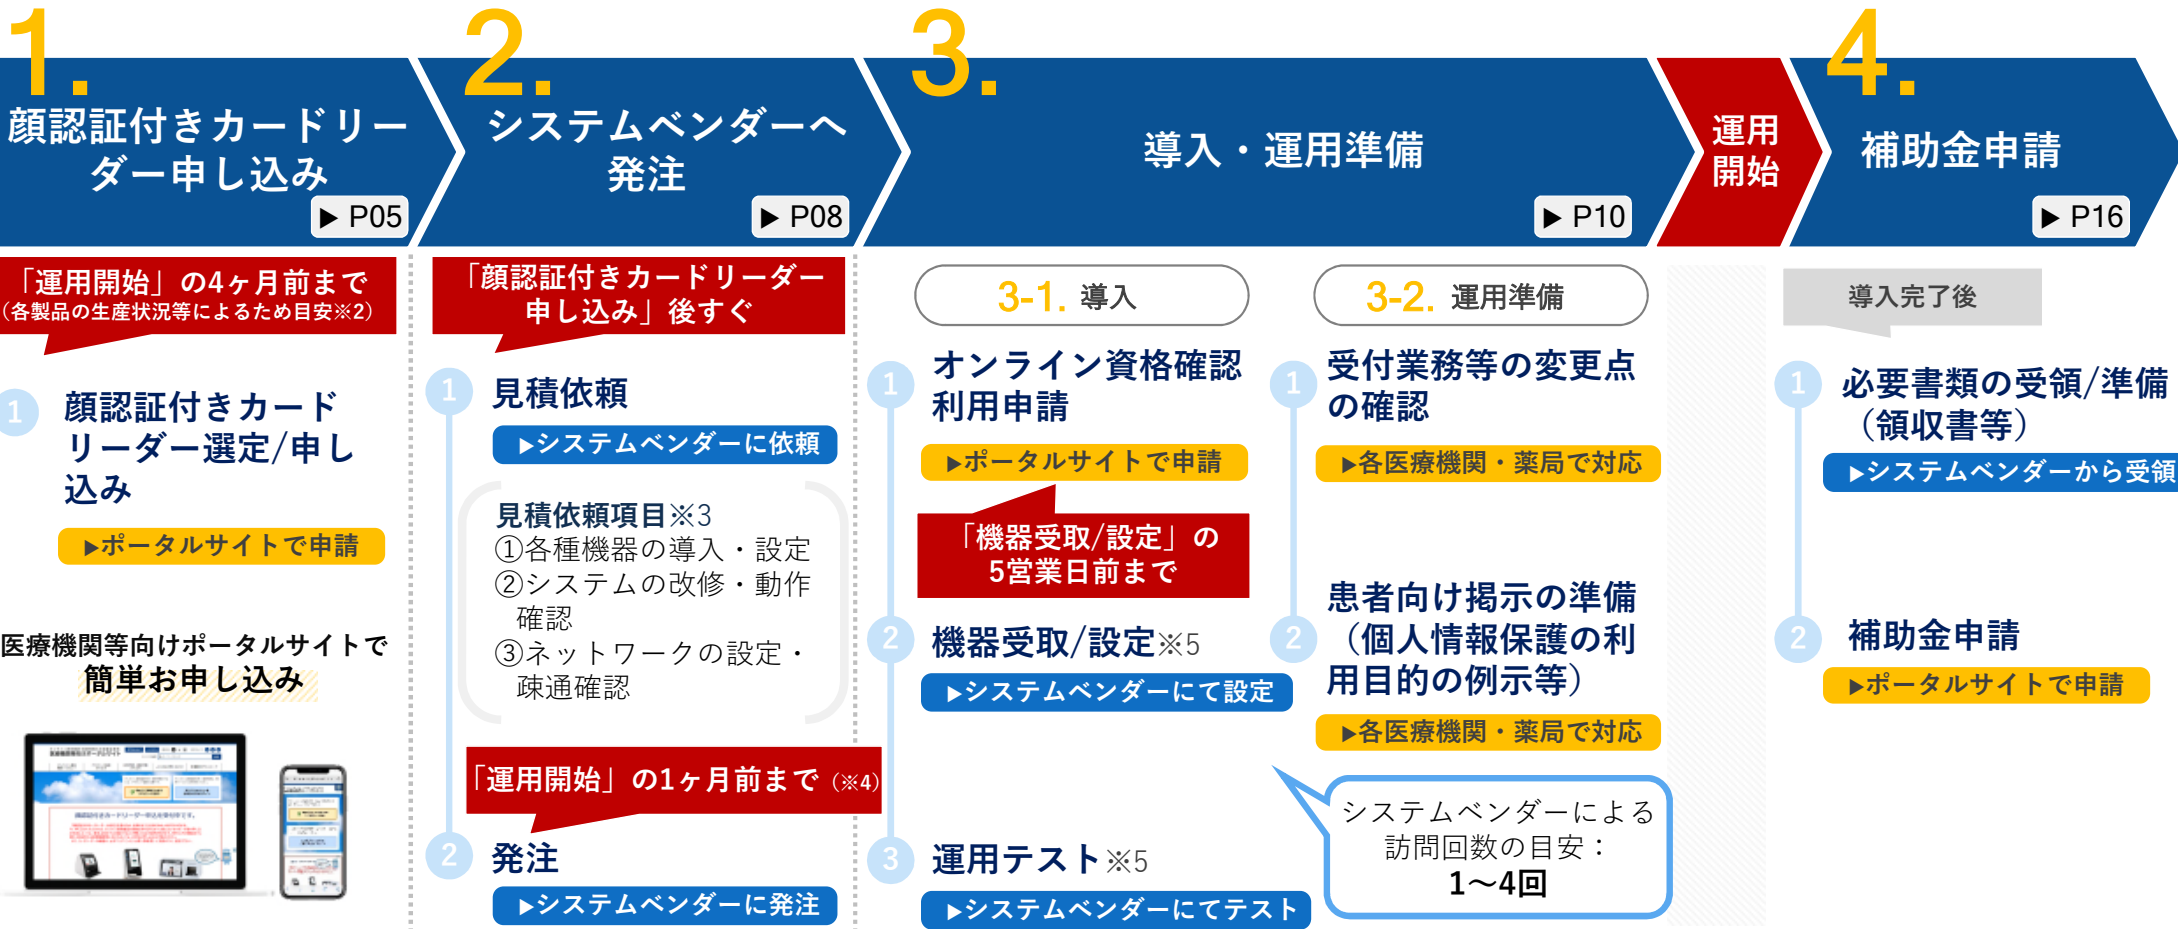 1.
顔認証付きカードリー
ダー申し込み
▶ P05
「運用開始」の4ヶ月前まで
（各製品の生産状況等によるため目安※2）
1
顔認証付きカード
リーダー選定/申し
込み
▶ポータルサイトで申請
医療機関等向けポータルサイトで
簡単お申し込み
2.
システムベンダーへ
発注
▶ P08
「顔認証付きカードリーダー
申し込み」後すぐ
1
見積依頼
▶システムベンダーに依頼
見積依頼項目※3
①各種機器の導入・設定
②システムの改修・動作
確認
③ネットワークの設定・
疎通確認
「運用開始」の1ヶ月前まで（※4）
2
発注
▶システムベンダーに発注
3.
導入・運用準備
▶ P10
3-1. 導入
1
オンライン資格確認
利用申請
▶ポータルサイトで申請
「機器受取/設定」の
5営業日前まで
2
機器受取/設定※5
▶システムベンダーにて設定
3
運用テスト※5
▶システムベンダーにてテスト
3-2. 運用準備
1
受付業務等の変更点
の確認
▶各医療機関・薬局で対応
2
患者向け掲示の準備
（個人情報保護の利
用目的の例示等）
▶各医療機関・薬局で対応
システムベンダーによる
訪問回数の目安：
1〜4回
運用
開始
4.
補助金申請
▶ P16
導入完了後
1
必要書類の受領/準備
（領収書等）
▶システムベンダーから受領
2
補助金申請
▶ポータルサイトで申請